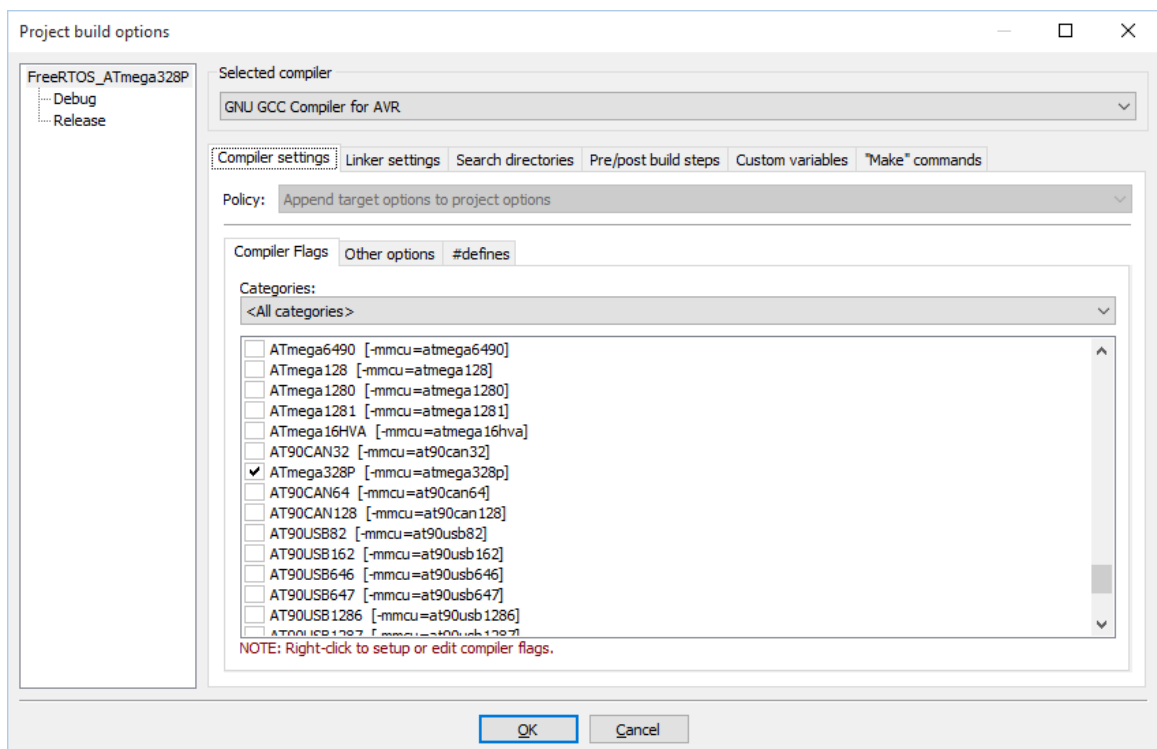 Project build options
FreeRTOS_ATmega328P
Debug
Release
Selected compiler
GNU GCC Compiler for AVR
Compiler settings Linker settings Search directories Pre/post build steps Custom variables "Make" commands
Policy: Append target options to project options
Compiler Flags Other options #defines
Categories:
<All categories>
ATmega6490 [-mmcu=atmega6490]
ATmega128 [-mmcu=atmega128]
ATmega1280 [-mmcu=atmega1280]
ATmega1281 [-mmcu=atmega1281]
ATmega16HVA [-mmcu=atmega16hva]
AT90CAN32 [-mmcu=at90can32]
ATmega328P [-mmcu=atmega328p]
AT90CAN64 [-mmcu=at90can64]
AT90CAN128 [-mmcu=at90can128]
AT90USB82 [-mmcu=at90usb82]
AT90USB162 [-mmcu=at90usb162]
AT90USB646 [-mmcu=at90usb646]
AT90USB647 [-mmcu=at90usb647]
AT90USB1286 [-mmcu=at90usb1286]
AT90USB1287 [-mmcu=at90usb1287]
NOTE: Right-click to setup or edit compiler flags.
OK Cancel